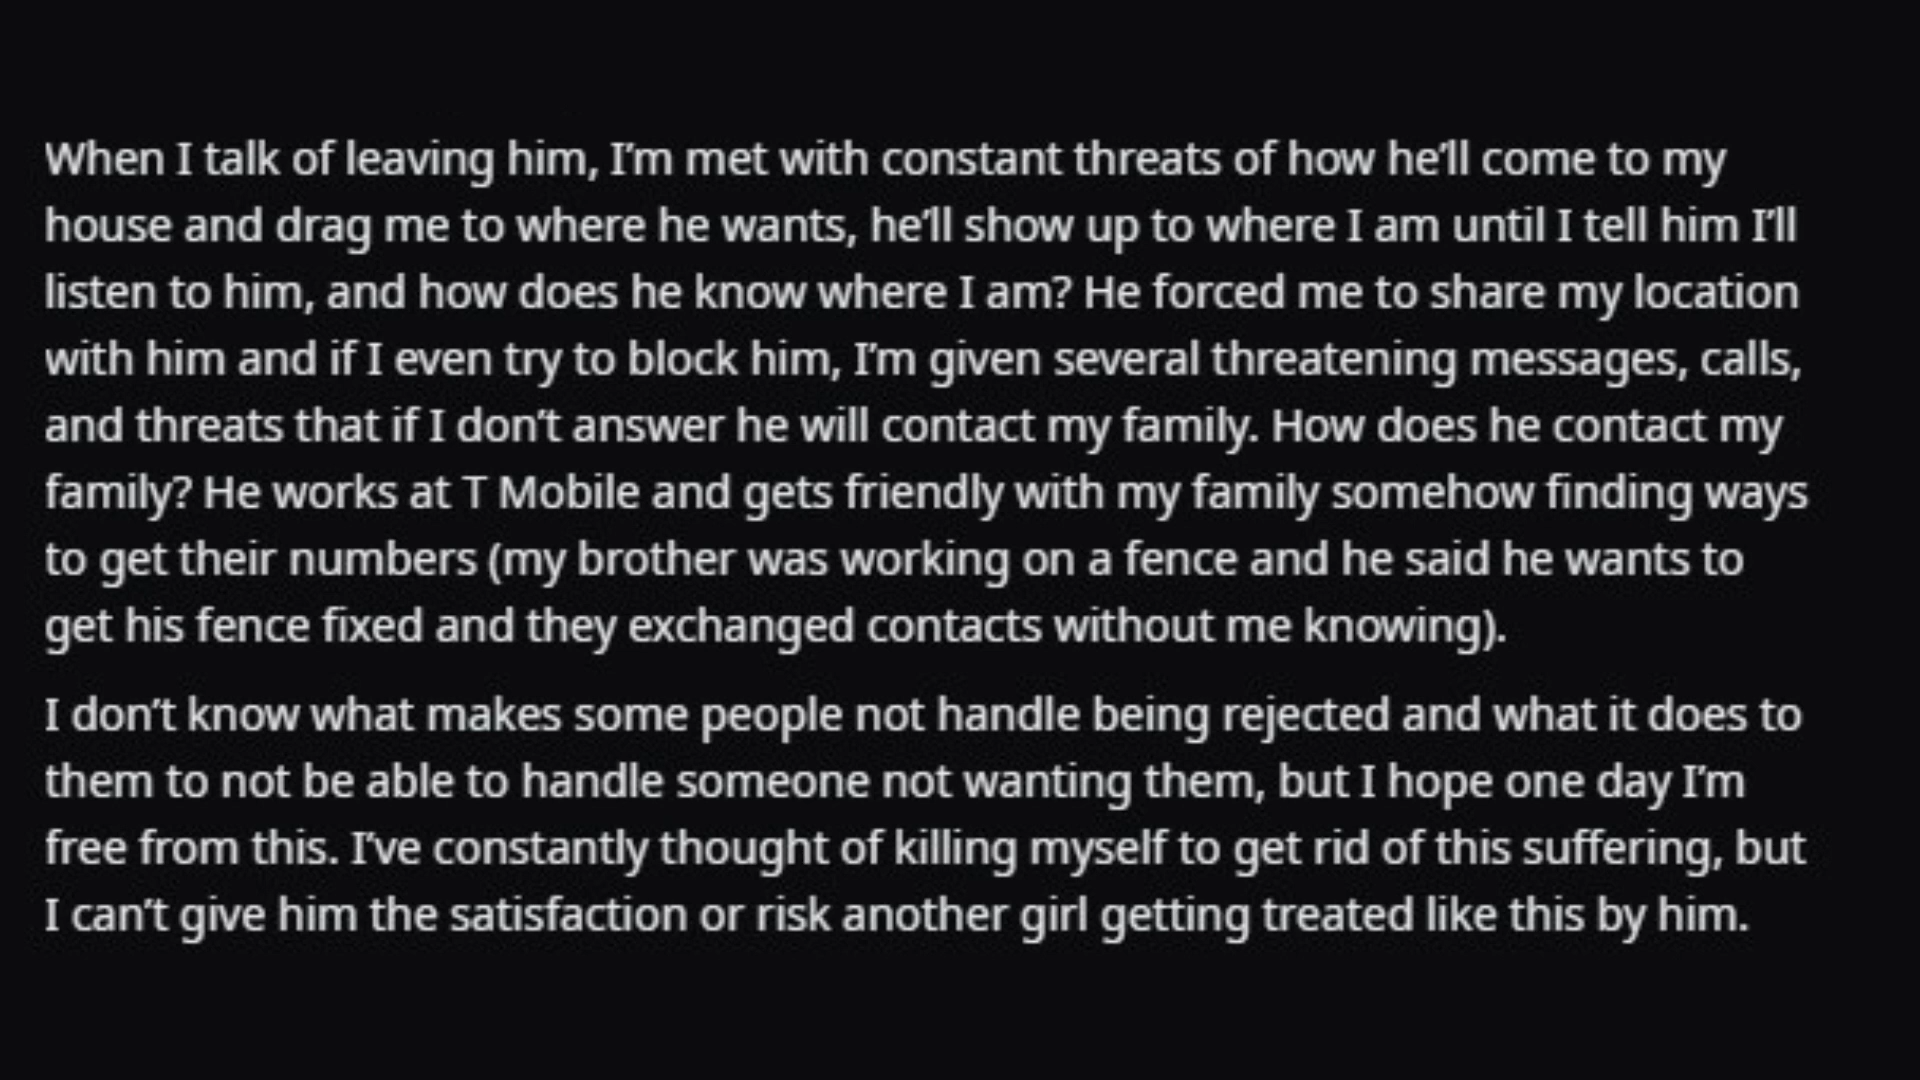 When I talk of leaving him, I'm met with constant threats of how he'll come to my
house and drag me to where he wants, he'll show up to where I am until I tell him I'll
listen to him, and how does he know where I am? He forced me to share my location
with him and if I even try to block him, I'm given several threatening messages, calls,
and threats that if I don't answer he will contact my family. How does he contact my
family? He works at T Mobile and gets friendly with my family somehow finding ways
to get their numbers (my brother was working on a fence and he said he wants to
get his fence fixed and they exchanged contacts without me knowing).
I don't know what makes some people not handle being rejected and what it does to
them to not be able to handle someone not wanting them, but I hope one day I'm
free from this. I've constantly thought of killing myself to get rid of this suffering, but
I can't give him the satisfaction or risk another girl getting treated like this by him.